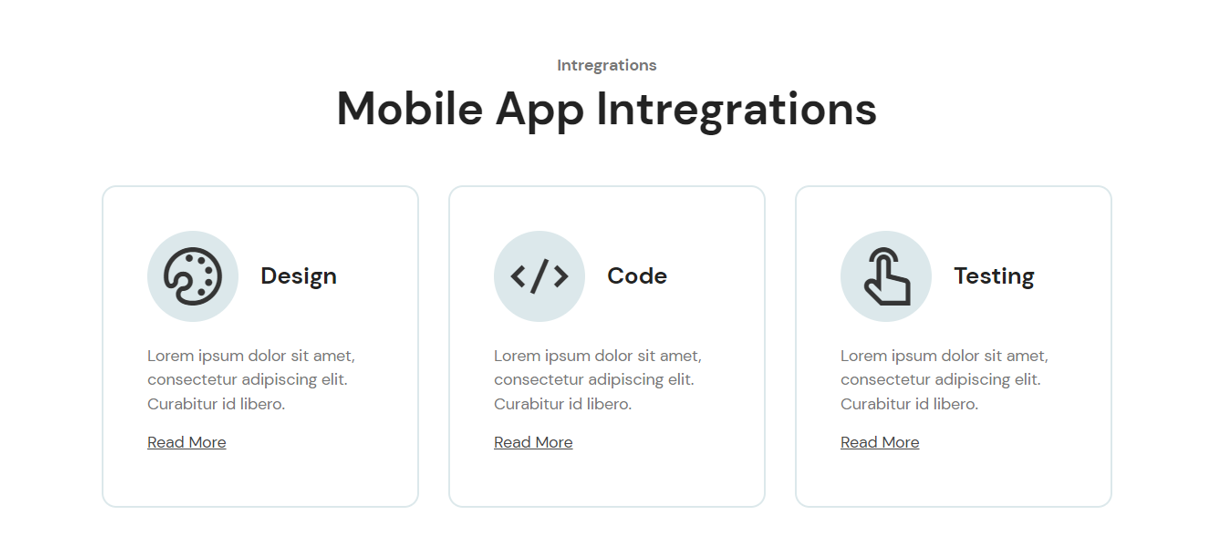 Intregrations
Mobile App Intregrations
Design
Lorem ipsum dolor sit amet,
consectetur adipiscing elit.
Curabitur id libero.
Read More
Code
Lorem ipsum dolor sit amet,
consectetur adipiscing elit.
Curabitur id libero.
Read More
Testing
Lorem ipsum dolor sit amet,
consectetur adipiscing elit.
Curabitur id libero.
Read More